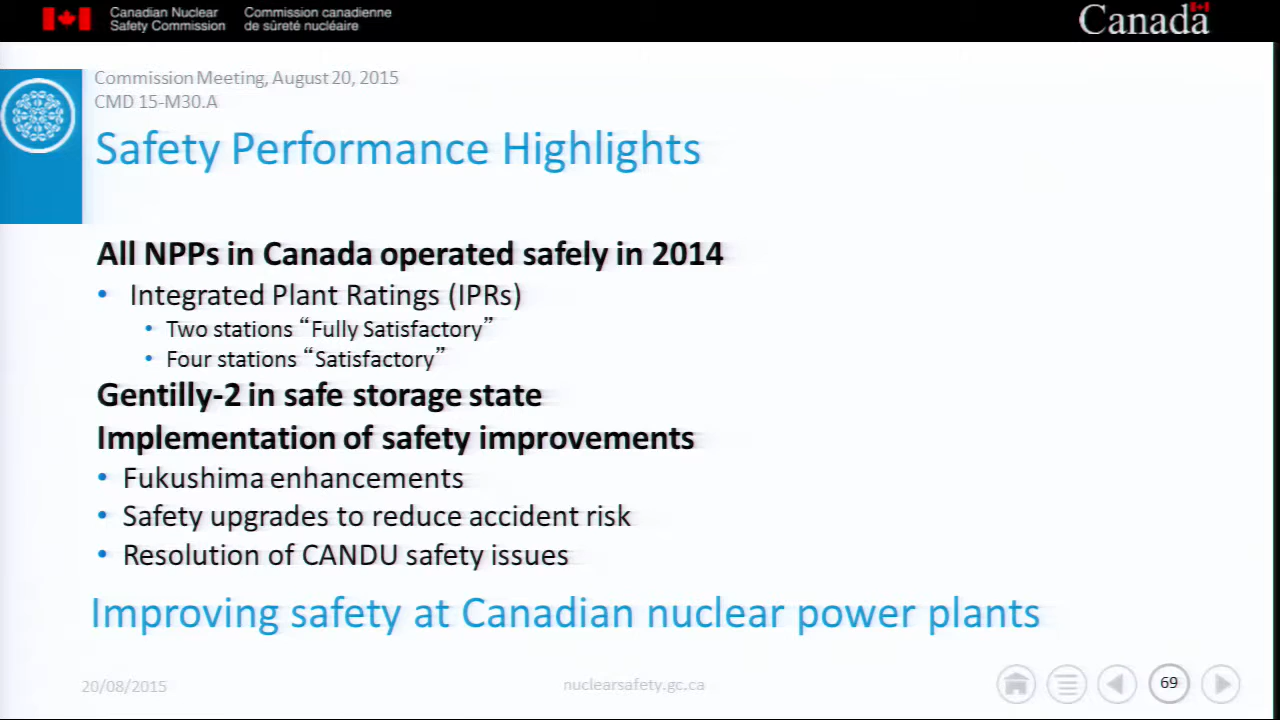 Canadian Nuclear Safety Commission
Commission canadienne de sûreté nucléaire
Canada
Commission Meeting, August 20, 2015
CMD 15-M30.A
Safety Performance Highlights
All NPPs in Canada operated safely in 2014
• Integrated Plant Ratings (IPRs)
• Two stations “Fully Satisfactory”
• Four stations “Satisfactory”
Gentilly-2 in safe storage state
Implementation of safety improvements
• Fukushima enhancements
• Safety upgrades to reduce accident risk
• Resolution of CANDU safety issues
Improving safety at Canadian nuclear power plants
20/08/2015
nuclearsafety.gc.ca
69